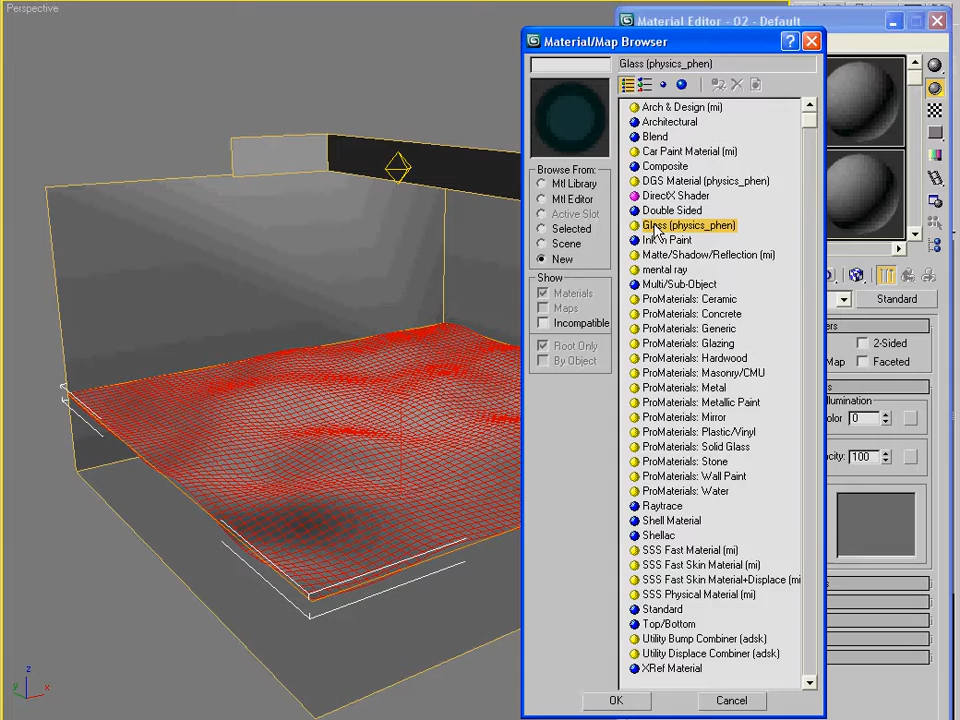 Perspective
Material Editor - 02 - Default
Material/Map Browser
Glass (physics_phen)
Browse From:
Mtl Library
Mtl Editor
Active Slot
Selected
Scene
New
Show
Materials
Maps
Incompatible
Root Only
By Object
Arch & Design (mi)
Architectural
Blend
Car Paint Material (mi)
Composite
DGS Material (physics_phen)
DirectX Shader
Double Sided
Glass (physics_phen)
Ink 'n Paint
Matte/Shadow/Reflection (mi)
mental ray
Multi/Sub-Object
ProMaterials: Ceramic
ProMaterials: Concrete
ProMaterials: Generic
ProMaterials: Glazing
ProMaterials: Hardwood
ProMaterials: Masonry/CMU
ProMaterials: Metal
ProMaterials: Metallic Paint
ProMaterials: Mirror
ProMaterials: Plastic/Vinyl
ProMaterials: Solid Glass
ProMaterials: Stone
ProMaterials: Wall Paint
ProMaterials: Water
Raytrace
Shell Material
Shellac
SSS Fast Material (mi)
SSS Fast Skin Material (mi)
SSS Fast Skin Material+Displace (mi
SSS Physical Material (mi)
Standard
Top/Bottom
Utility Bump Combiner (adsk)
Utility Displace Combiner (adsk)
XRef Material
OK
Cancel
Standard
ers
2-Sided
Map
Faceted
s
llumination
olor
0
acity:
100
s
z
y
x